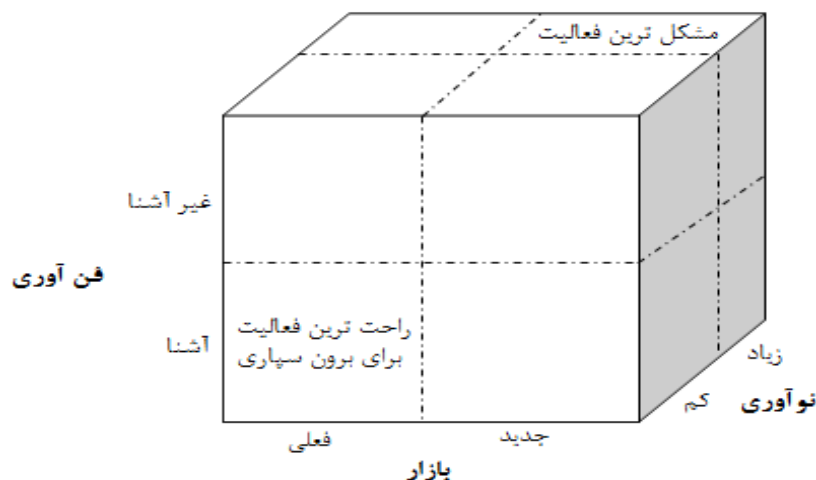 مشکل ترین فعالیت
غیر آشنا
فن آوری
راحت ترین فعالیت
برای برون سپاری
آشنا
زیاد
کم
نوآوری
جدید
فعلی
بازار